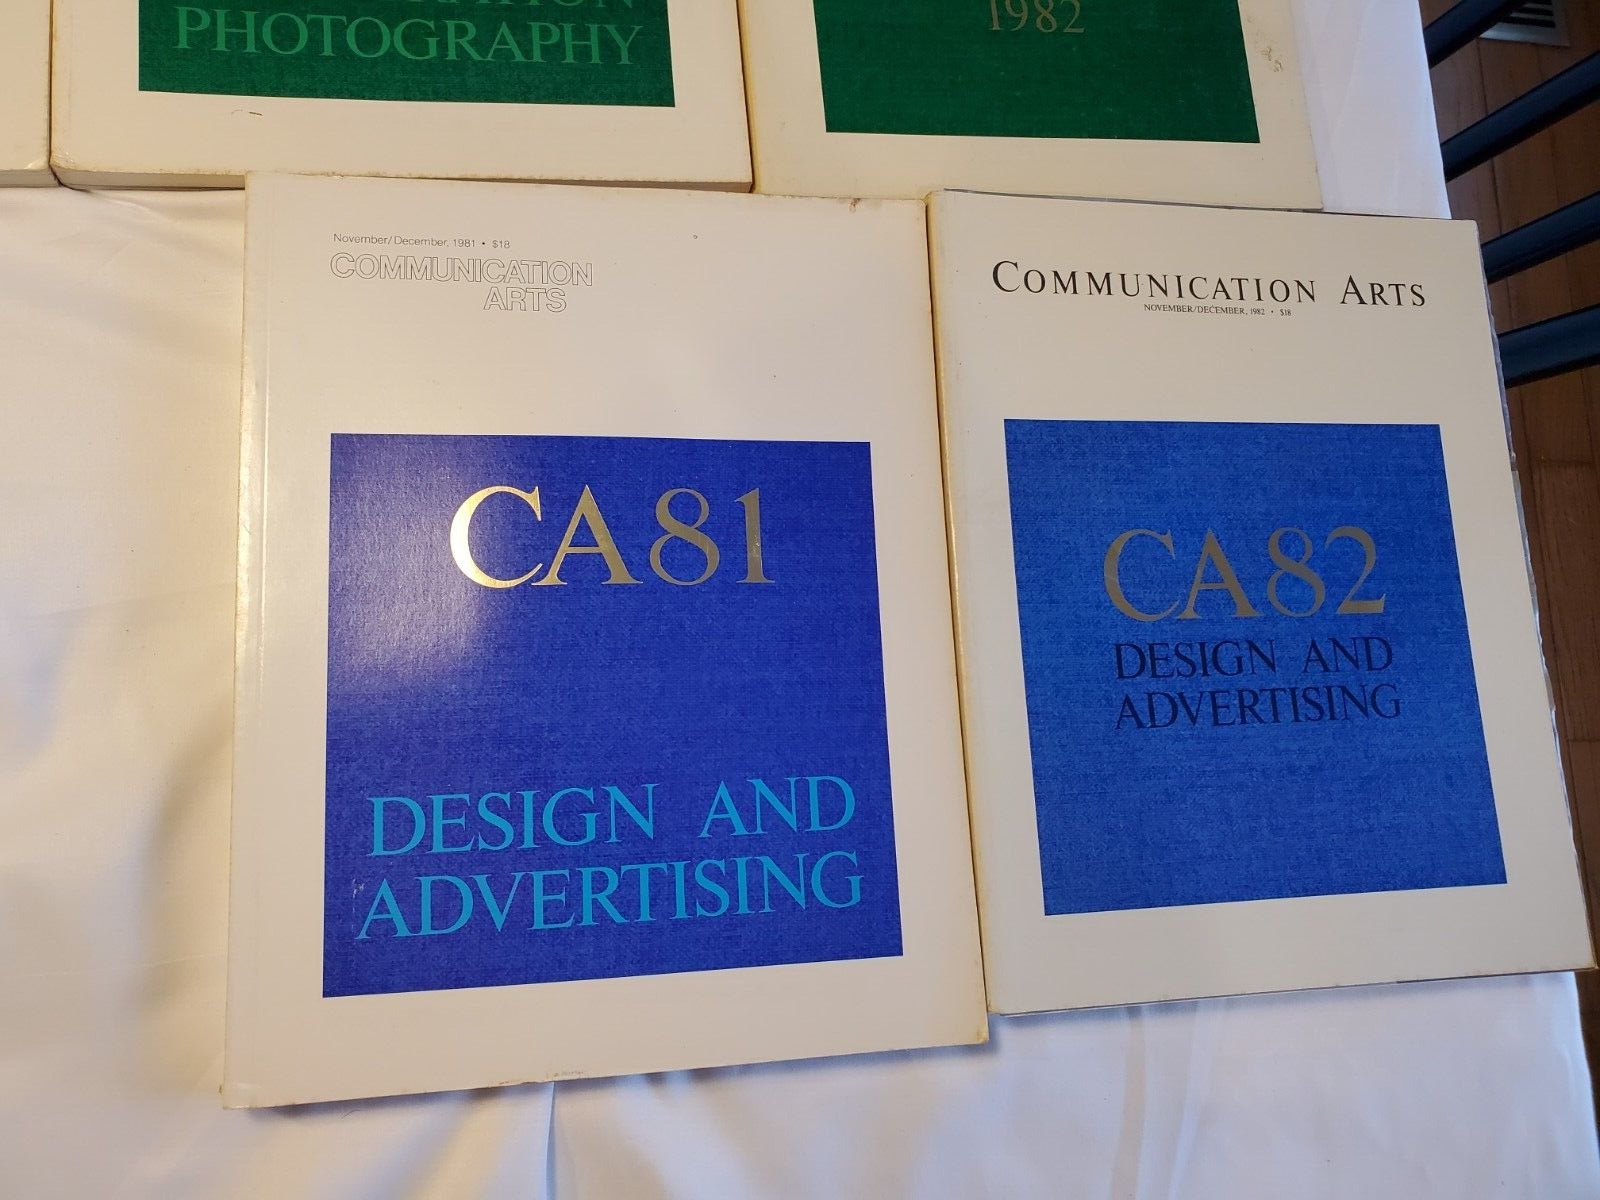 PHOTOGRAPHY
1982
November/December, 1981 • $18
COMMUNICATION
ARTS
CA81
DESIGN AND
ADVERTISING
COMMUNICATION ARTS
NOVEMBER/DECEMBER, 1982 • $18
CA82
DESIGN AND
ADVERTISING